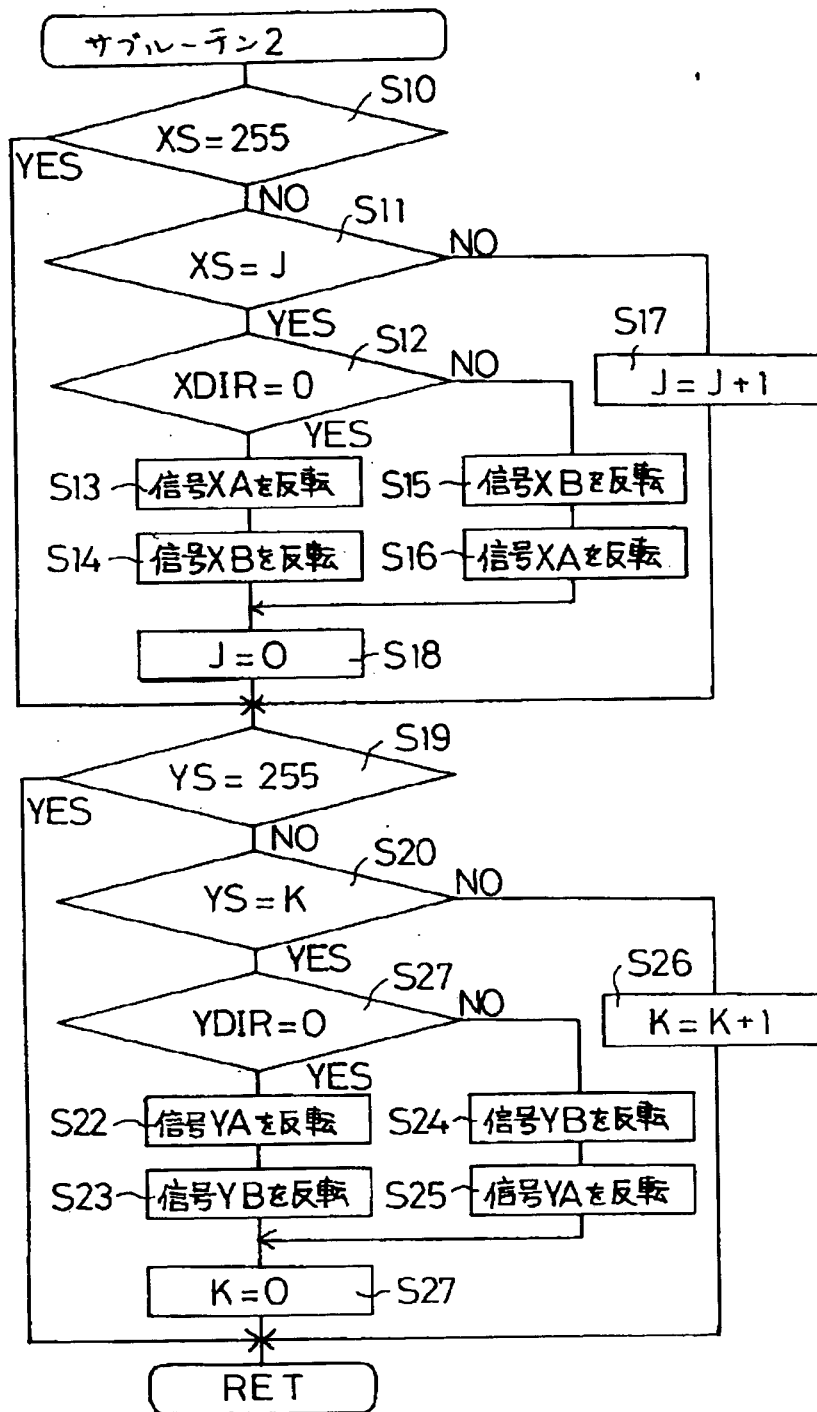 サブルーテン2
S10
XS=255
YES
NO
S11
XS=J
NO
YES
S12
XDIR=0
NO
S17
J=J+1
YES
S13
信号XAを反転
S15
信号XBを反転
S14
信号XBを反転
S16
信号XAを反転
J=0
S18
S19
YS=255
YES
NO
S20
YS=K
NO
YES
S27
YDIR=0
NO
S26
K=K+1
YES
S22
信号YAを反転
S24
信号YBを反転
S23
信号YBを反転
S25
信号YAを反転
K=0
S27
RET